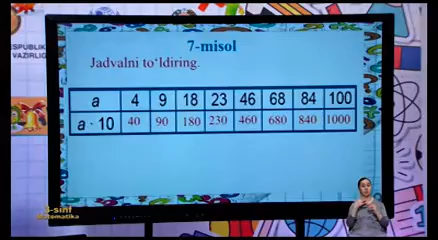 7-misol
Jadvalni to‘ldiring.
a 4 9 18 23 46 68 84 100
a · 10 40 90 180 230 460 680 840 1000
VAZIRLIG
3-sinf
Matematika